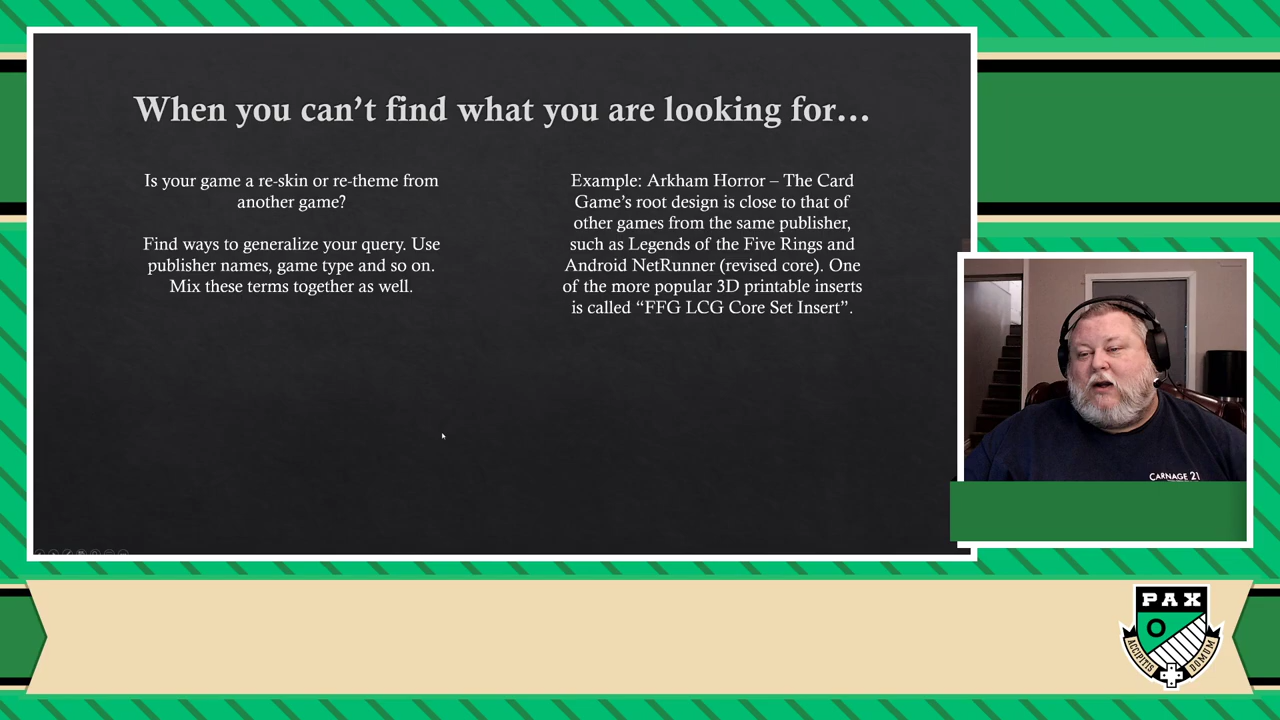 When you can't find what you are looking for...
Is your game a re-skin or re-theme from
another game?
Find ways to generalize your query. Use
publisher names, game type and so on.
Mix these terms together as well.
Example: Arkham Horror – The Card
Game's root design is close to that of
other games from the same publisher,
such as Legends of the Five Rings and
Android NetRunner (revised core). One
of the more popular 3D printable inserts
is called “FFG LCG Core Set Insert”.
CARNAGE 21
PAX
ACCIPITIS DOMUM